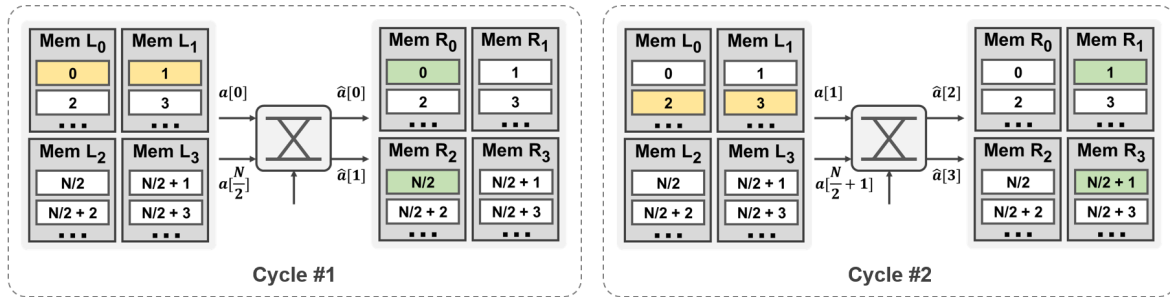 Mem L0 Mem L1
0 1
2 3
... ...
Mem L2 Mem L3
N/2 N/2 + 1
N/2 + 2 N/2 + 3
... ...
a[0]
a[N/2]
â[0]
â[1]
Mem R0 Mem R1
0 1
2 3
... ...
Mem R2 Mem R3
N/2 N/2 + 1
N/2 + 2 N/2 + 3
... ...
Cycle #1
Mem L0 Mem L1
0 1
2 3
... ...
Mem L2 Mem L3
N/2 N/2 + 1
N/2 + 2 N/2 + 3
... ...
a[1]
a[N/2 + 1]
â[2]
â[3]
Mem R0 Mem R1
0 1
2 3
... ...
Mem R2 Mem R3
N/2 N/2 + 1
N/2 + 2 N/2 + 3
... ...
Cycle #2